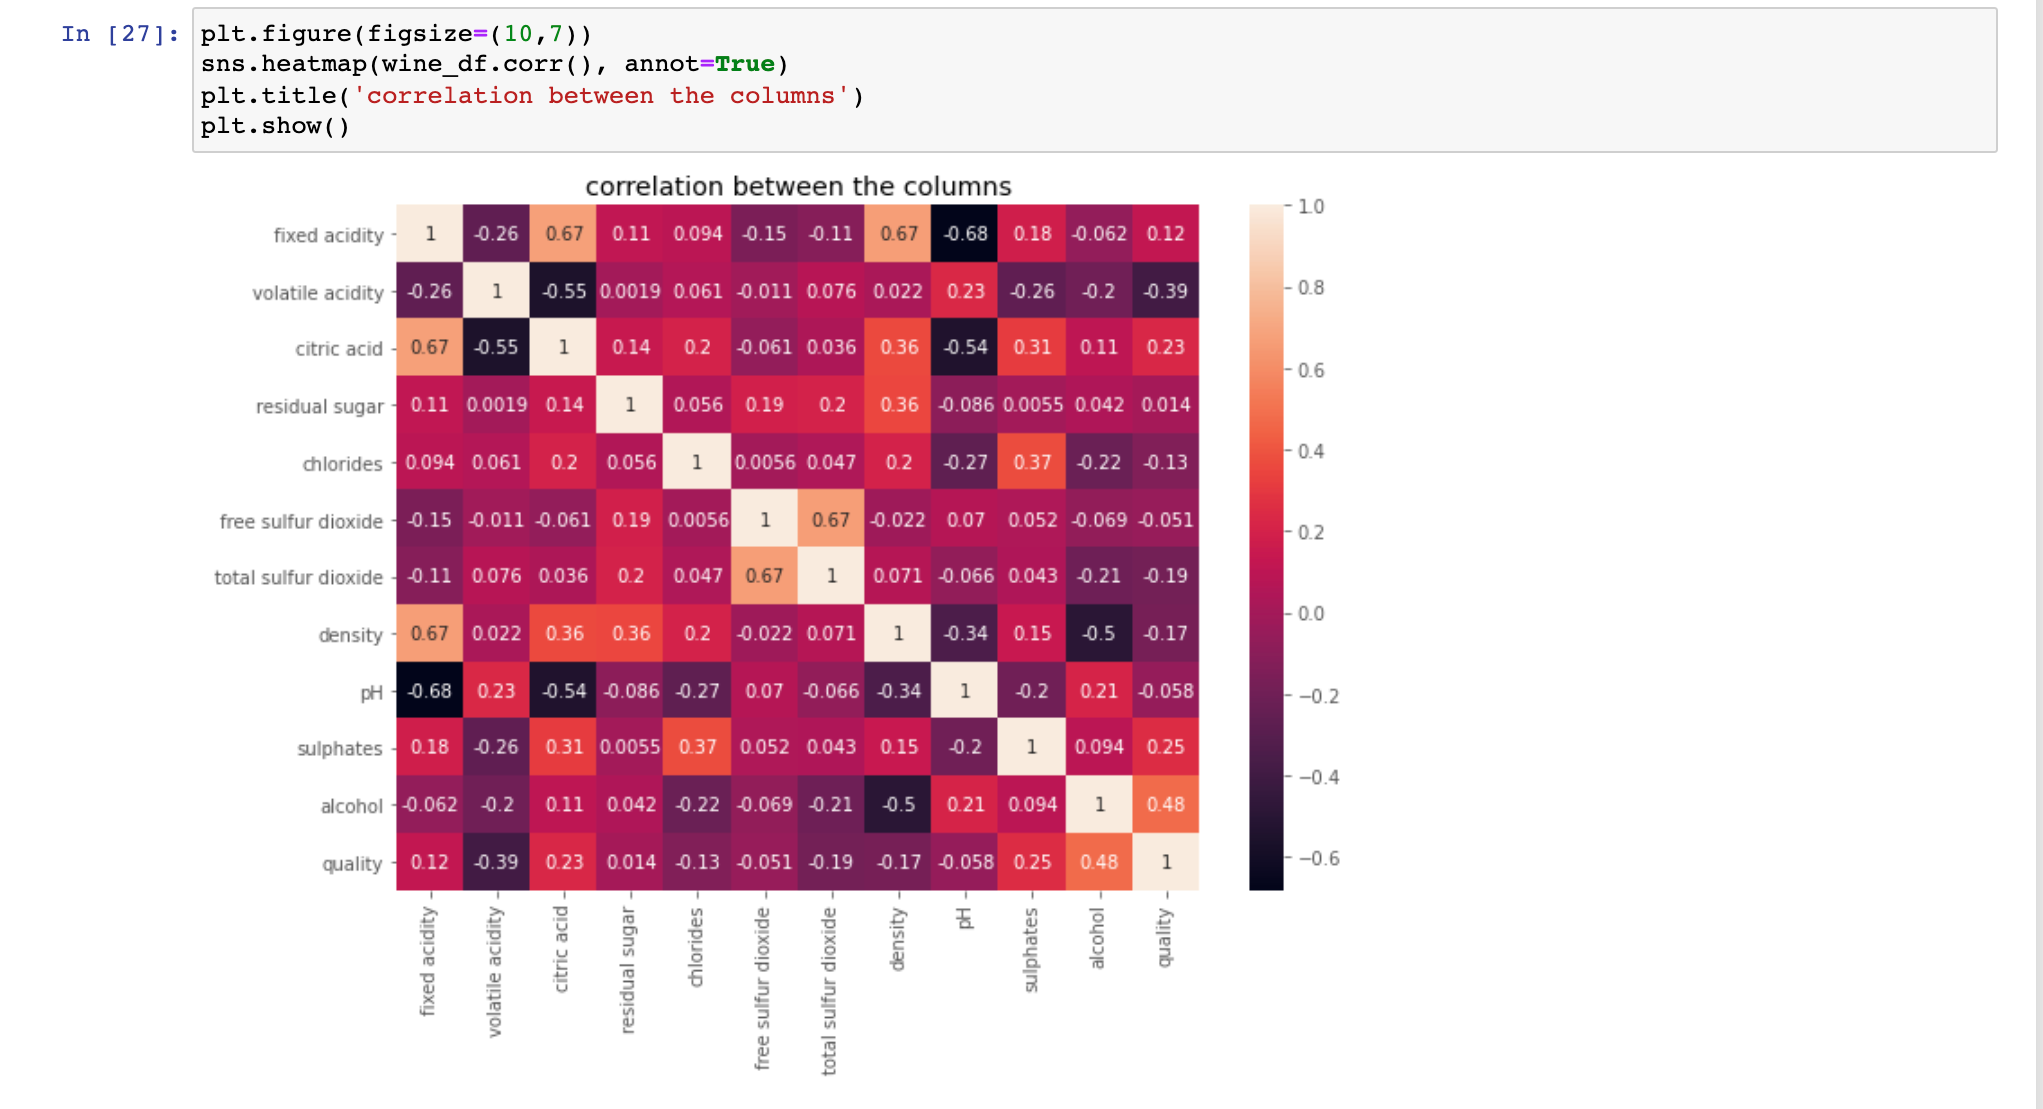 In [27]: plt.figure(figsize=(10,7))
sns.heatmap(wine_df.corr(), annot=True)
plt.title('correlation between the columns')
plt.show()
correlation between the columns
fixed acidity 1 -0.26 0.67 0.11 0.094 -0.15 -0.11 0.67 -0.68 0.18 -0.062 0.12
volatile acidity -0.26 1 -0.55 0.0019 0.061 -0.011 0.076 0.022 0.23 -0.26 -0.2 -0.39
citric acid 0.67 -0.55 1 0.14 0.2 -0.061 0.036 0.36 -0.54 0.31 0.11 0.23
residual sugar 0.11 0.0019 0.14 1 0.056 0.19 0.2 0.36 -0.086 0.0055 0.042 0.014
chlorides 0.094 0.061 0.2 0.056 1 0.0056 0.047 0.2 -0.27 0.37 -0.22 -0.13
free sulfur dioxide -0.15 -0.011 -0.061 0.19 0.0056 1 0.67 -0.022 0.07 0.052 -0.069 -0.051
total sulfur dioxide -0.11 0.076 0.036 0.2 0.047 0.67 1 0.071 -0.066 0.043 -0.21 -0.19
density 0.67 0.022 0.36 0.36 0.2 -0.022 0.071 1 -0.34 0.15 -0.5 -0.17
pH -0.68 0.23 -0.54 -0.086 -0.27 0.07 -0.066 -0.34 1 -0.2 0.21 -0.058
sulphates 0.18 -0.26 0.31 0.0055 0.37 0.052 0.043 0.15 -0.2 1 0.094 0.25
alcohol -0.062 -0.2 0.11 0.042 -0.22 -0.069 -0.21 -0.5 0.21 0.094 1 0.48
quality 0.12 -0.39 0.23 0.014 -0.13 -0.051 -0.19 -0.17 -0.058 0.25 0.48 1
fixed acidity
volatile acidity
citric acid
residual sugar
chlorides
free sulfur dioxide
total sulfur dioxide
density
pH
sulphates
alcohol
quality
1.0
0.8
0.6
0.4
0.2
0.0
−0.2
−0.4
−0.6